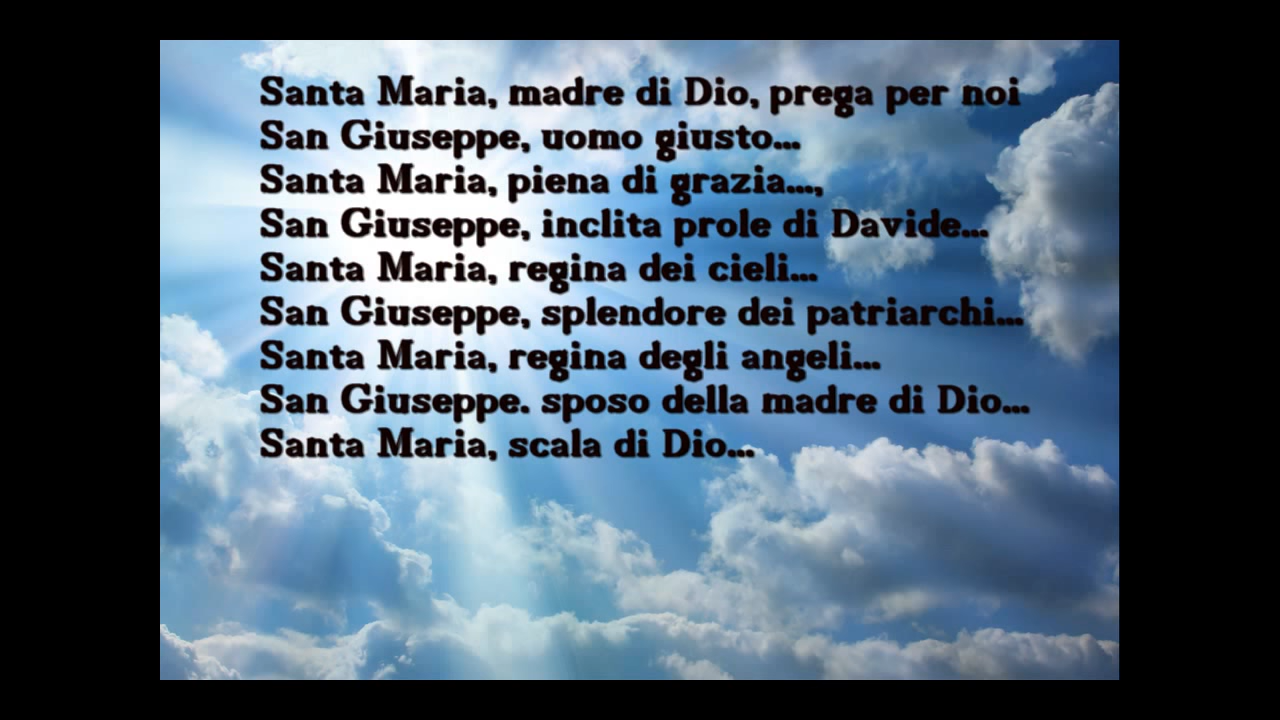 Santa Maria, madre di Dio, prega per noi
San Giuseppe, uomo giusto...
Santa Maria, piena di grazia...,
San Giuseppe, inclita prole di Davide...
Santa Maria, regina dei cieli...
San Giuseppe, splendore dei patriarchi...
Santa Maria, regina degli angeli...
San Giuseppe. sposo della madre di Dio...
Santa Maria, scala di Dio...